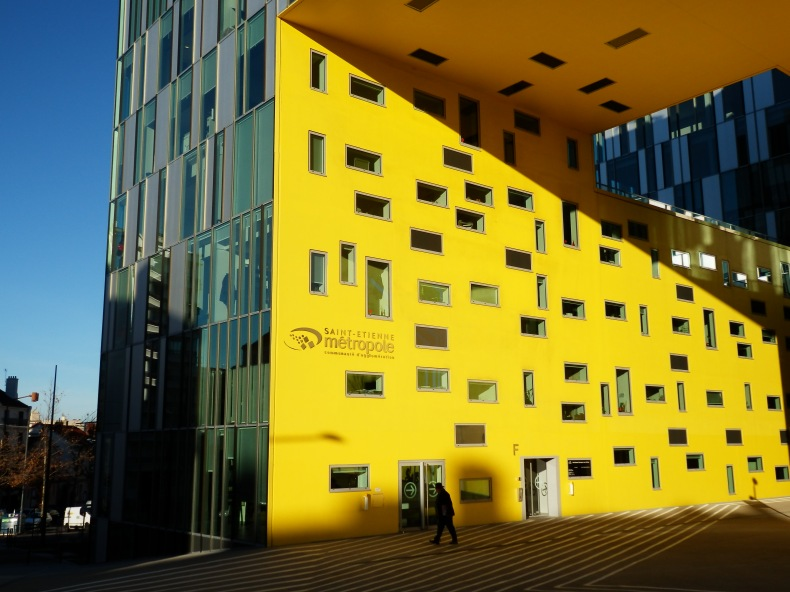 SAINT-ETIENNE
métropole
communauté d'agglomération
F